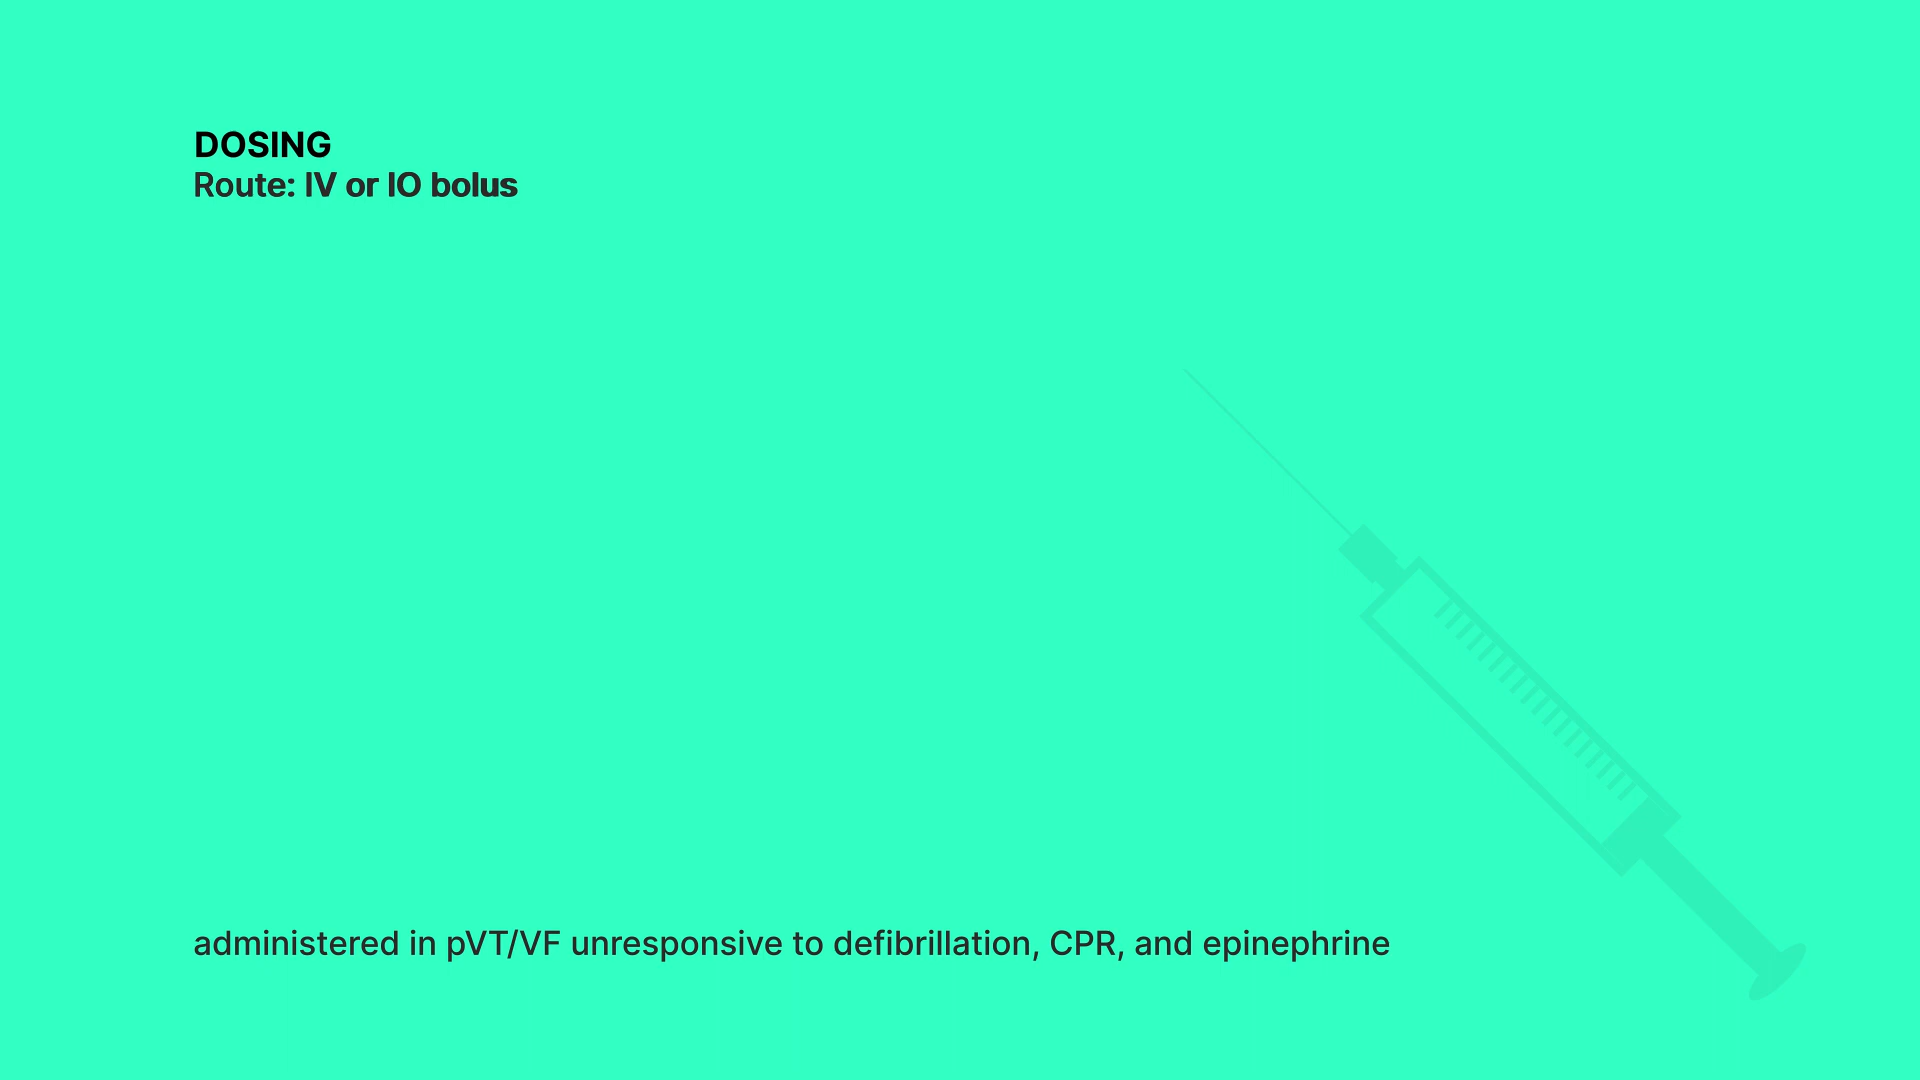 DOSING
Route: IV or IO bolus
administered in pVT/VF unresponsive to defibrillation, CPR, and epinephrine